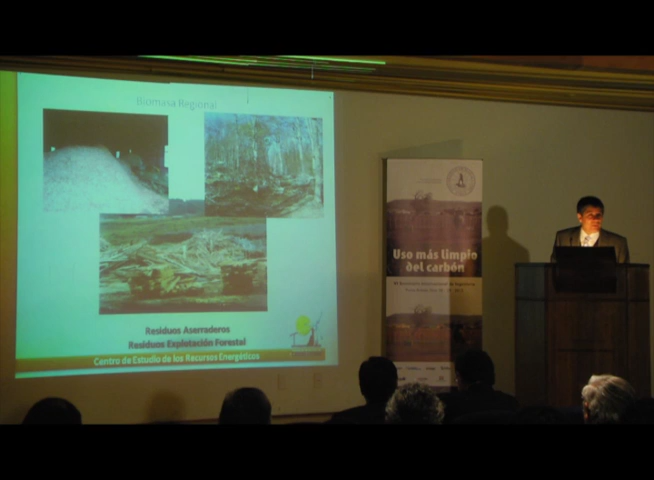 Biomasa Regional
Residuos Aserraderos
Residuos Explotación Forestal
Centro de Estudio de los Recursos Energéticos
Uso más limpio
del carbón